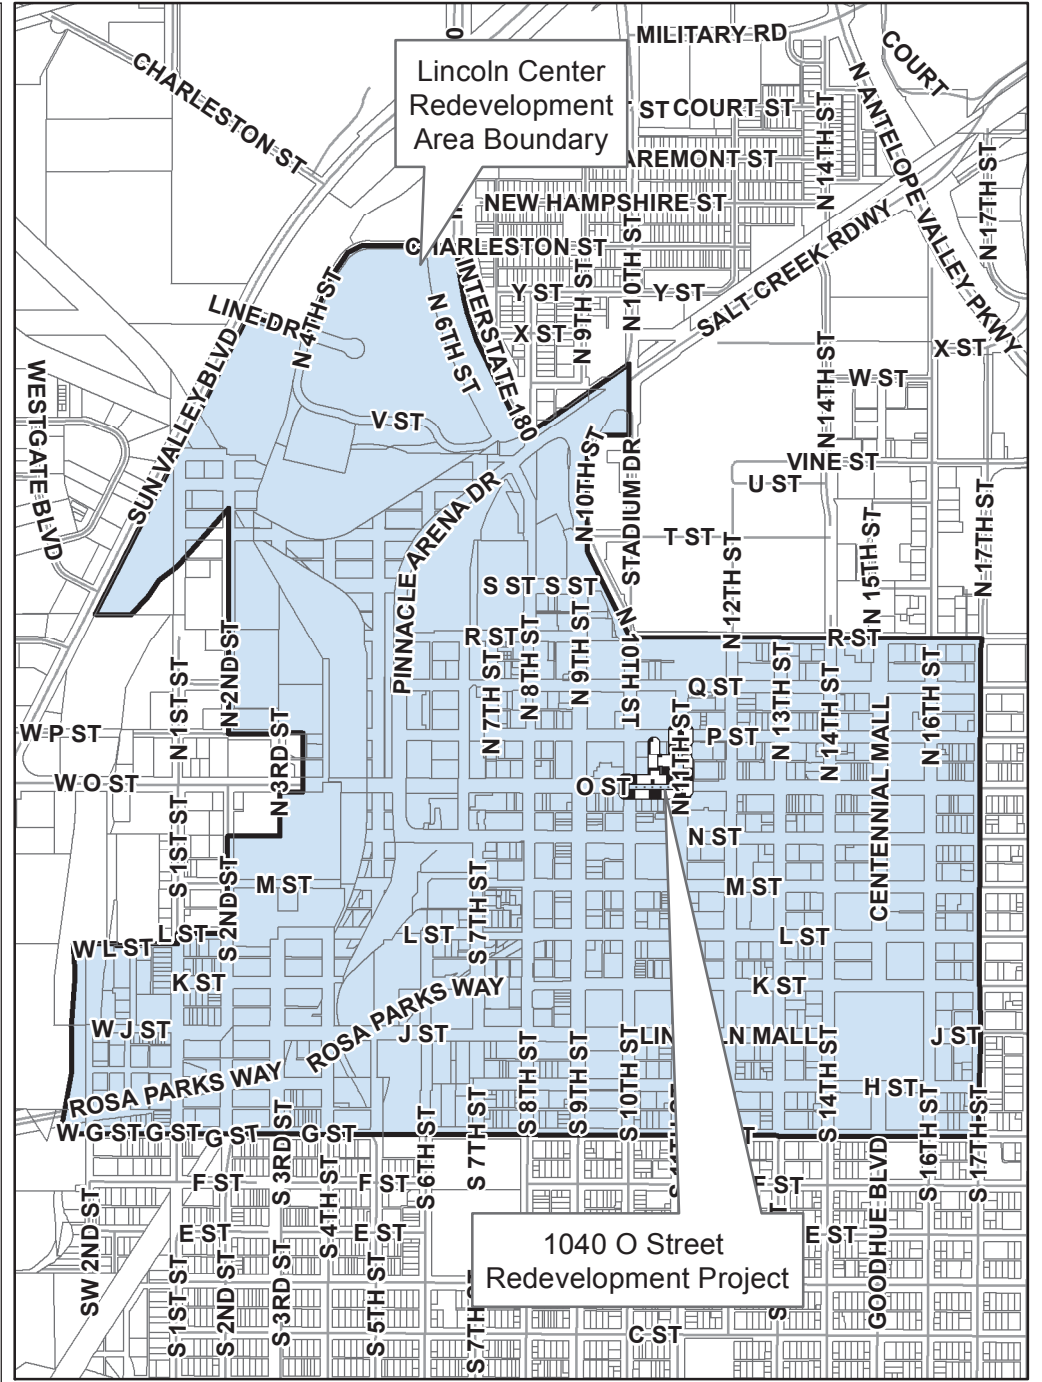 MILITARY RD
COURT
CHARLESTON ST
Lincoln Center
Redevelopment
Area Boundary
N ANTELOPE VALLEY PKWY
ST
COURT ST
N 14TH ST
N 17TH ST
ST
NEW HAMPSHIRE ST
SALT CREEK RDWY
CHARLESTON ST
N 10TH ST
INTERSTATE 180
N 4TH ST
LINE DR
N 6TH ST
Y ST
Y ST
N 9TH ST
X ST
X ST
SUN VALLEY BLVD
WESTGATE BLVD
N 14TH ST
W ST
V ST
N 10TH ST
STADIUM DR
VINE ST
U ST
PINNACLE ARENA DR
N 17TH ST
N 15TH ST
T ST
N 12TH ST
S ST
S ST
N 10TH ST
R ST
R ST
N 2ND ST
N 1ST ST
N 7TH ST
N 8TH ST
N 9TH ST
Q ST
N 13TH ST
N 14TH ST
N 16TH ST
CENTENNIAL MALL
W P ST
N 3RD ST
N 11TH ST
P ST
W O ST
O ST
S 1ST ST
N ST
S 2ND ST
M ST
M ST
S 7TH ST
W L ST
L ST
L ST
L ST
K ST
K ST
ROSA PARKS WAY
W J ST
J ST
LIN
LN MALL
J ST
ROSA PARKS WAY
S 8TH ST
S 9TH ST
S 10TH ST
S 14TH ST
H ST
W G ST
G ST
G ST
G ST
S 3RD ST
S 4TH ST
S 6TH ST
S 7TH ST
S 16TH ST
S 17TH ST
GOODHUE BLVD
F ST
F ST
F ST
SW 2ND ST
E ST
E ST
E ST
1040 O Street
Redevelopment Project
S 1ST ST
S 2ND ST
S 3RD ST
S 5TH ST
S 7TH ST
C ST